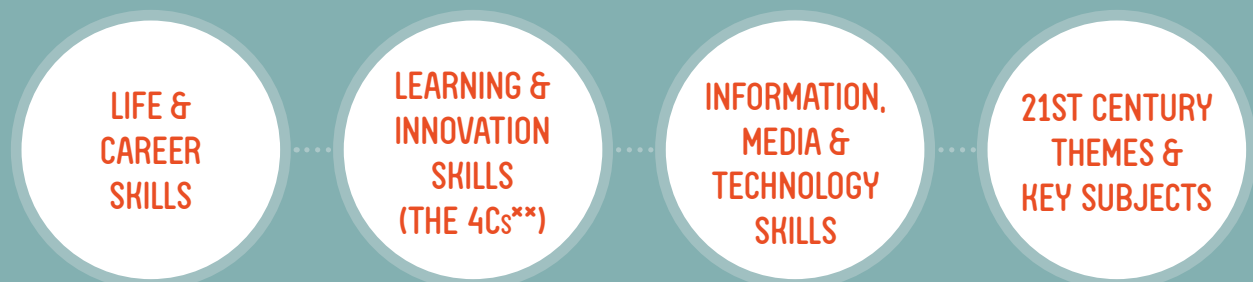 LIFE &
CAREER
SKILLS
LEARNING &
INNOVATION
SKILLS
(THE 4Cs**)
INFORMATION,
MEDIA &
TECHNOLOGY
SKILLS
21ST CENTURY
THEMES &
KEY SUBJECTS